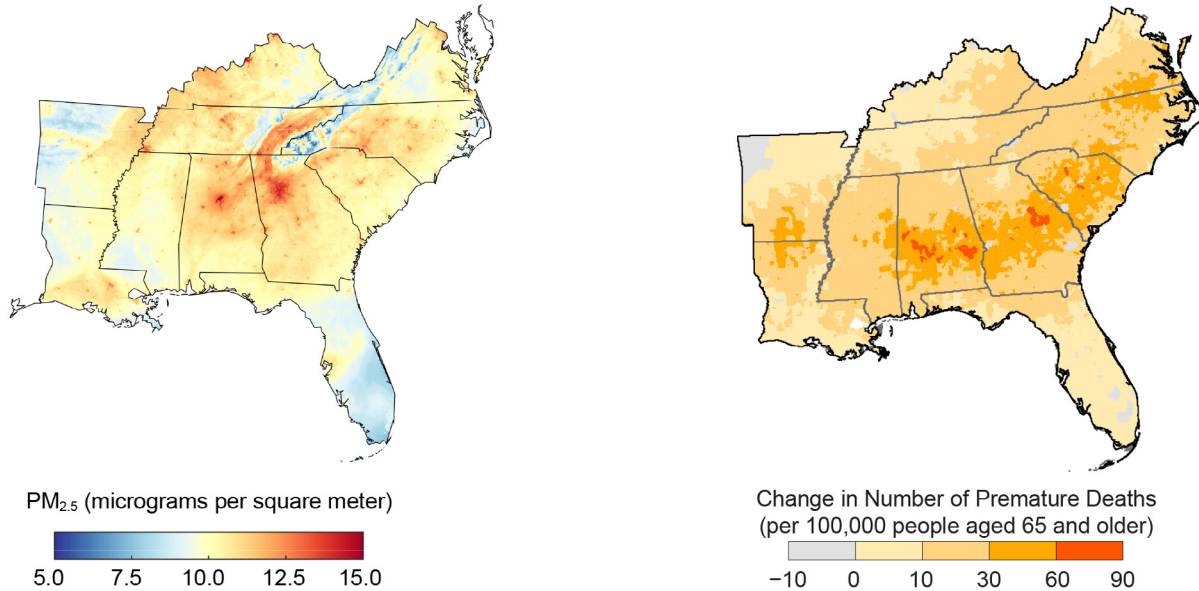 PM2.5 (micrograms per square meter)
5.0 7.5 10.0 12.5 15.0
Change in Number of Premature Deaths
(per 100,000 people aged 65 and older)
−10 0 10 30 60 90